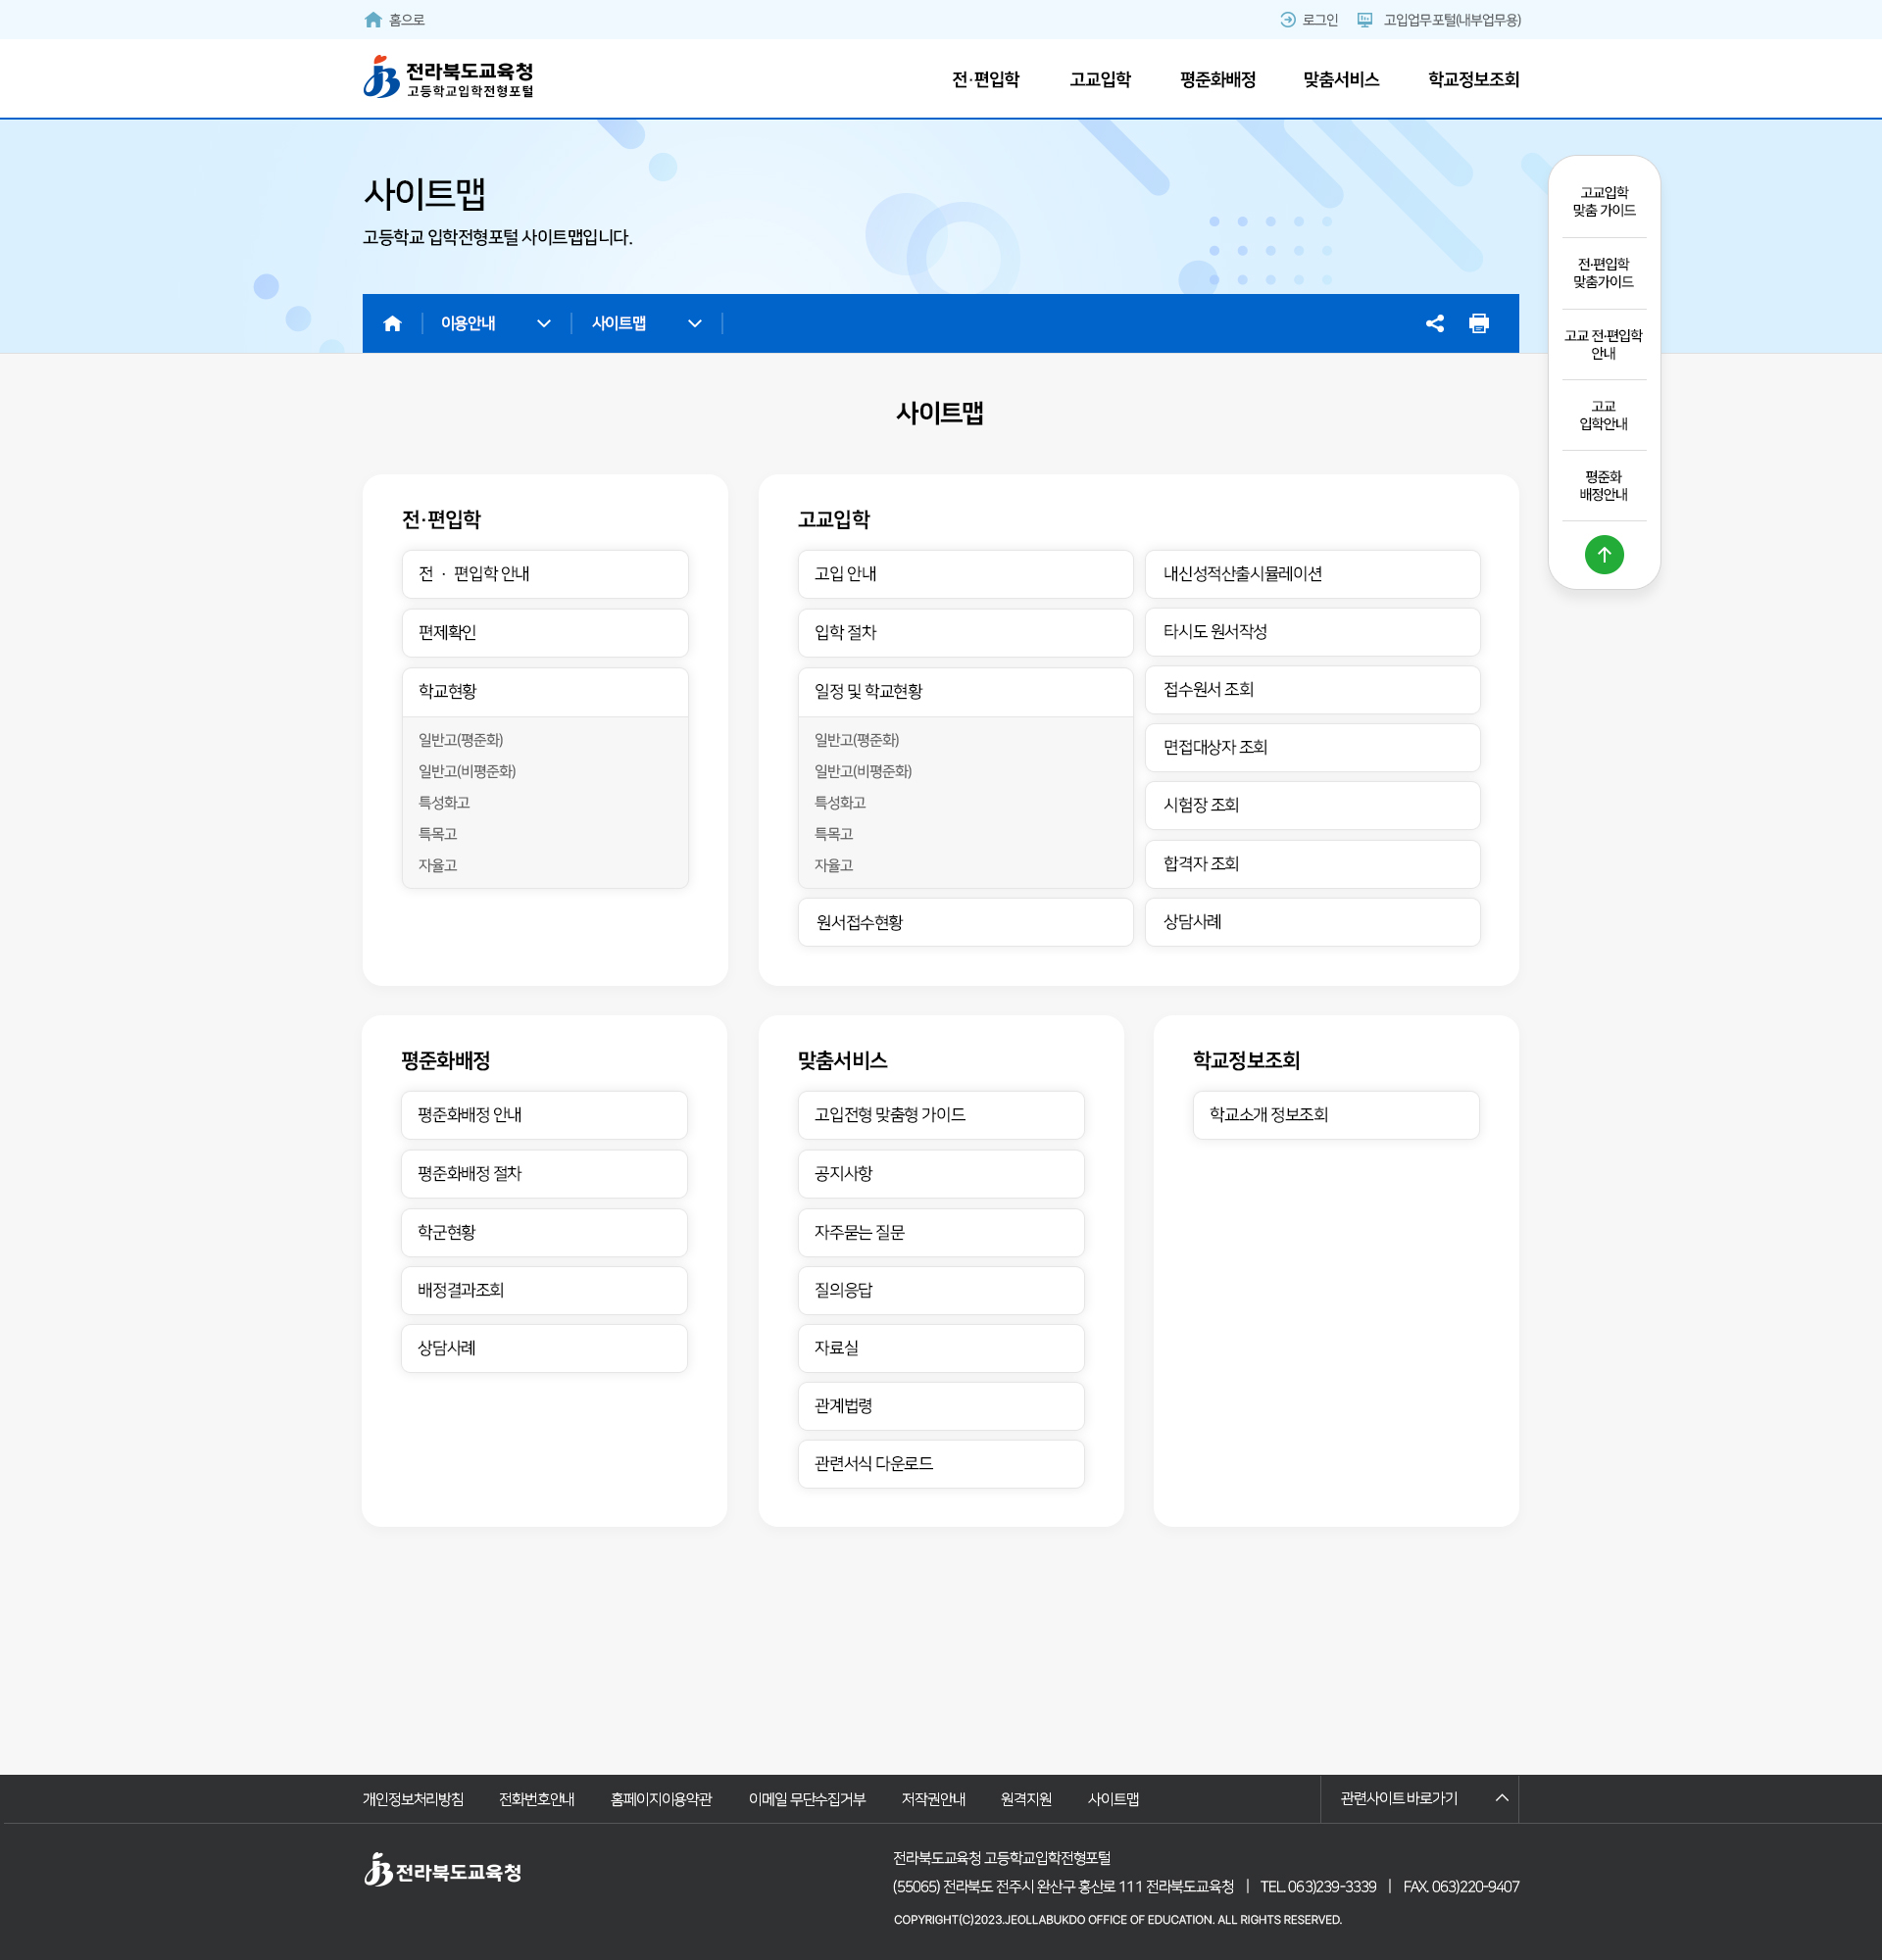 홈으로
로그인
고입업무포털(내부업무용)
전라북도교육청
고등학교입학전형포털
전·편입학
고교입학
평준화배정
맞춤서비스
학교정보조회
사이트맵
고등학교 입학전형포털 사이트맵입니다.
이용안내
사이트맵
고교입학
맞춤 가이드
전·편입학
맞춤가이드
고교 전·편입학
안내
고교
입학안내
평준화
배정안내
사이트맵
전·편입학
전 · 편입학 안내
편제확인
학교현황
일반고(평준화)
일반고(비평준화)
특성화고
특목고
자율고
고교입학
고입 안내
입학 절차
일정 및 학교현황
일반고(평준화)
일반고(비평준화)
특성화고
특목고
자율고
원서접수현황
내신성적산출시뮬레이션
타시도 원서작성
접수원서 조회
면접대상자 조회
시험장 조회
합격자 조회
상담사례
평준화배정
평준화배정 안내
평준화배정 절차
학군현황
배정결과조회
상담사례
맞춤서비스
고입전형 맞춤형 가이드
공지사항
자주묻는 질문
질의응답
자료실
관계법령
관련서식 다운로드
학교정보조회
학교소개 정보조회
개인정보처리방침
전화번호안내
홈페이지이용약관
이메일 무단수집거부
저작권안내
원격지원
사이트맵
관련사이트바로가기
전라북도교육청
전라북도교육청 고등학교입학전형포털
(55065) 전라북도 전주시 완산구 홍산로 111 전라북도교육청 | TEL. 063)239-3339 | FAX. 063)220-9407
COPYRIGHT(C)2023.JEOLLABUKDO OFFICE OF EDUCATION. ALL RIGHTS RESERVED.